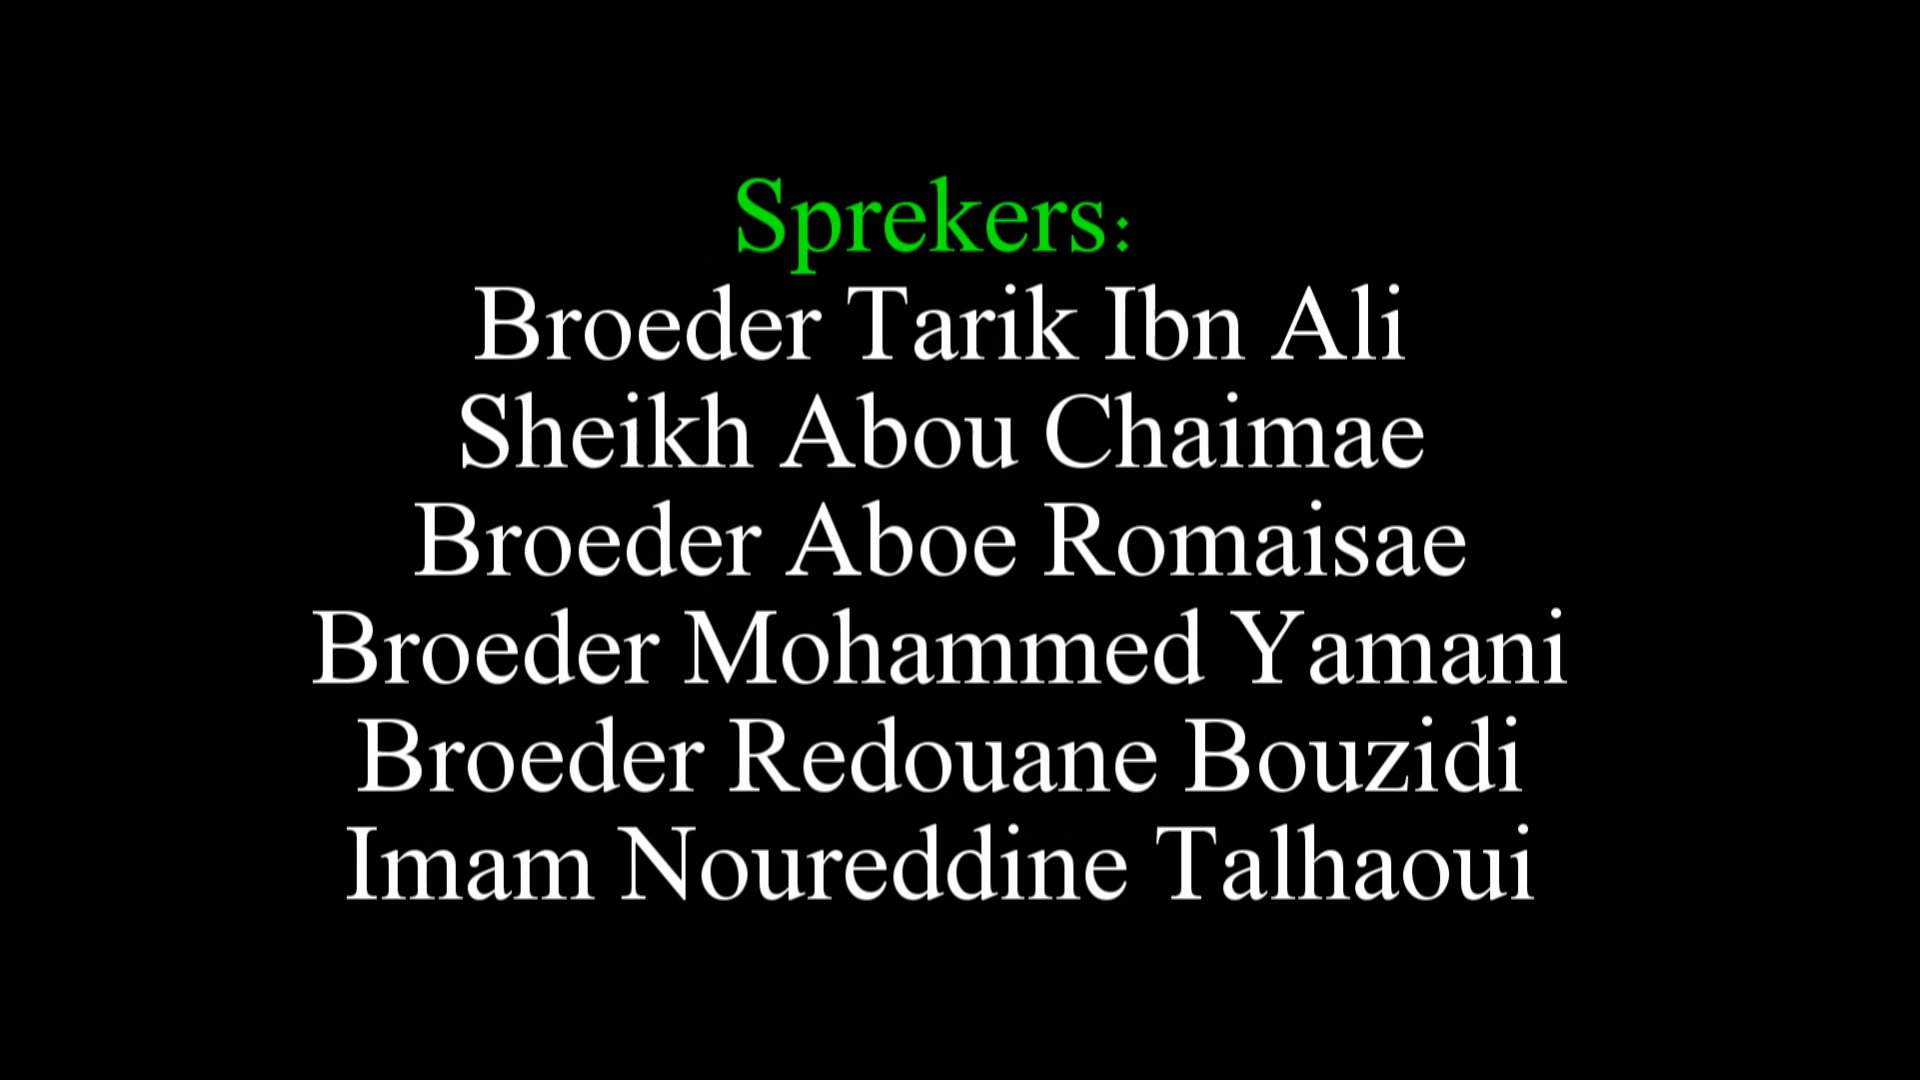 Sprekers:
Broeder Tarik Ibn Ali
Sheikh Abou Chaimae
Broeder Aboe Romaisae
Broeder Mohammed Yamani
Broeder Redouane Bouzidi
Imam Noureddine Talhaoui